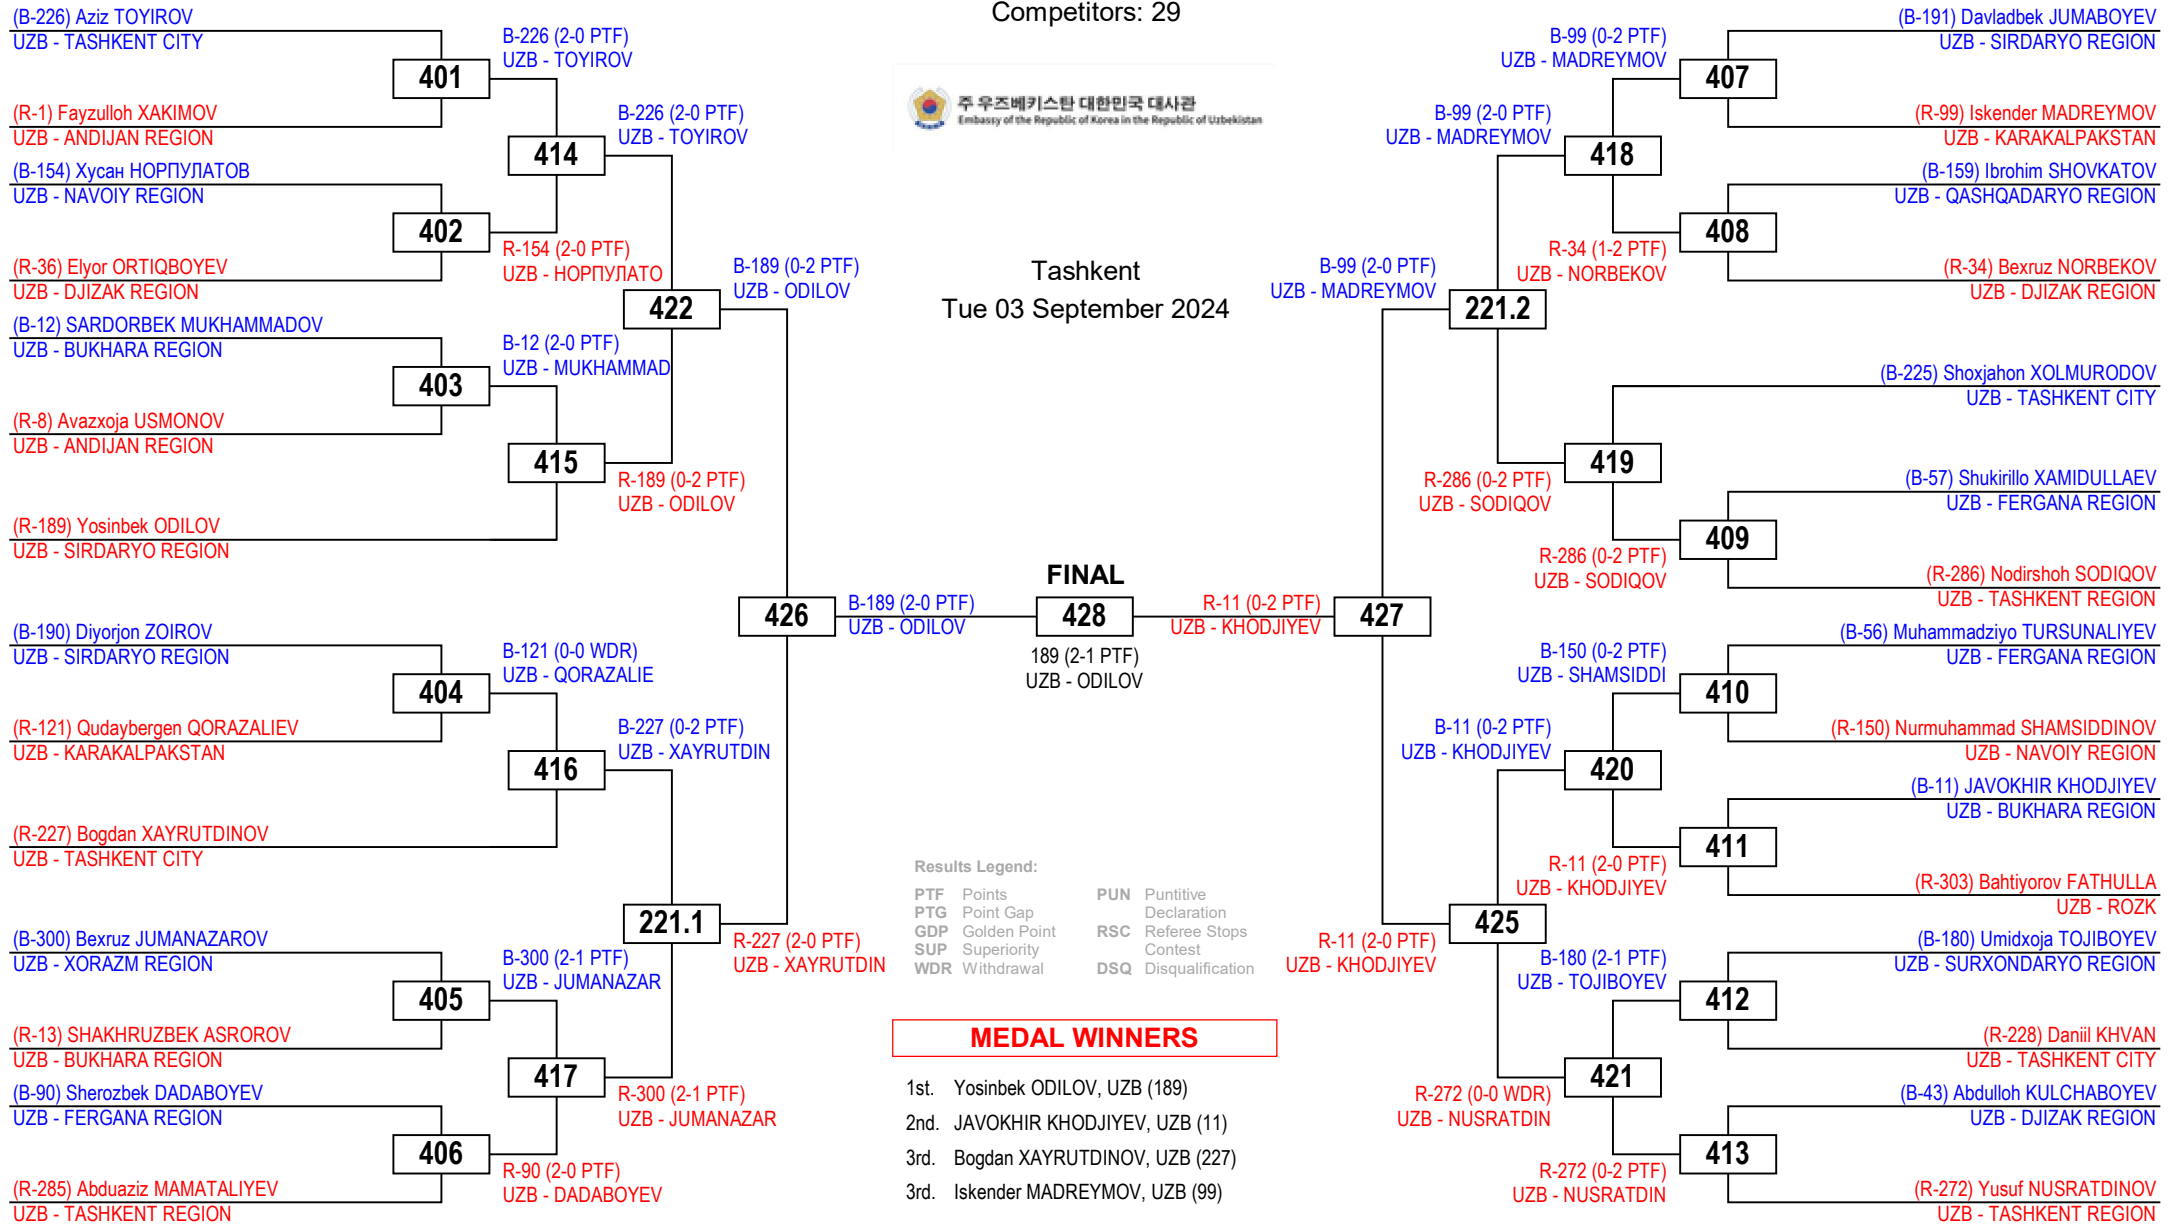 Competitors: 29
주 우즈베키스탄 대한민국 대사관
Embassy of the Republic of Korea in the Republic of Uzbekistan
Tashkent
Tue 03 September 2024
(B-226) Aziz TOYIROV
UZB - TASHKENT CITY
401
(R-1) Fayzulloh XAKIMOV
UZB - ANDIJAN REGION
(B-154) Хусан НОРПУЛАТОВ
UZB - NAVOIY REGION
402
(R-36) Elyor ORTIQBOYEV
UZB - DJIZAK REGION
(B-12) SARDORBEK MUKHAMMADOV
UZB - BUKHARA REGION
403
(R-8) Avazxoja USMONOV
UZB - ANDIJAN REGION
(R-189) Yosinbek ODILOV
UZB - SIRDARYO REGION
(B-190) Diyorjon ZOIROV
UZB - SIRDARYO REGION
404
(R-121) Qudaybergen QORAZALIEV
UZB - KARAKALPAKSTAN
(R-227) Bogdan XAYRUTDINOV
UZB - TASHKENT CITY
(B-300) Bexruz JUMANAZAROV
UZB - XORAZM REGION
405
(R-13) SHAKHRUZBEK ASROROV
UZB - BUKHARA REGION
(B-90) Sherozbek DADABOYEV
UZB - FERGANA REGION
406
(R-285) Abduaziz MAMATALIYEV
UZB - TASHKENT REGION
B-226 (2-0 PTF)
UZB - TOYIROV
414
R-154 (2-0 PTF)
UZB - НОРПУЛАТО
B-12 (2-0 PTF)
UZB - MUKHAMMAD
415
B-121 (0-0 WDR)
UZB - QORAZALIE
416
B-300 (2-1 PTF)
UZB - JUMANAZAR
417
R-90 (2-0 PTF)
UZB - DADABOYEV
B-226 (2-0 PTF)
UZB - TOYIROV
422
R-189 (0-2 PTF)
UZB - ODILOV
B-227 (0-2 PTF)
UZB - XAYRUTDIN
221.1
R-300 (2-1 PTF)
UZB - JUMANAZAR
B-189 (0-2 PTF)
UZB - ODILOV
426
R-227 (2-0 PTF)
UZB - XAYRUTDIN
B-189 (2-0 PTF)
UZB - ODILOV
FINAL
428
189 (2-1 PTF)
UZB - ODILOV
R-11 (0-2 PTF)
UZB - KHODJIYEV
427
B-99 (2-0 PTF)
UZB - MADREYMOV
R-11 (2-0 PTF)
UZB - KHODJIYEV
B-99 (2-0 PTF)
UZB - MADREYMOV
221.2
R-286 (0-2 PTF)
UZB - SODIQOV
B-11 (0-2 PTF)
UZB - KHODJIYEV
425
R-272 (0-0 WDR)
UZB - NUSRATDIN
B-99 (0-2 PTF)
UZB - MADREYMOV
418
R-34 (1-2 PTF)
UZB - NORBEKOV
419
R-286 (0-2 PTF)
UZB - SODIQOV
B-150 (0-2 PTF)
UZB - SHAMSIDDI
420
R-11 (2-0 PTF)
UZB - KHODJIYEV
B-180 (2-1 PTF)
UZB - TOJIBOYEV
421
R-272 (0-2 PTF)
UZB - NUSRATDIN
(B-191) Davladbek JUMABOYEV
UZB - SIRDARYO REGION
407
(R-99) Iskender MADREYMOV
UZB - KARAKALPAKSTAN
(B-159) Ibrohim SHOVKATOV
UZB - QASHQADARYO REGION
408
(R-34) Bexruz NORBEKOV
UZB - DJIZAK REGION
(B-225) Shoxjahon XOLMURODOV
UZB - TASHKENT CITY
(B-57) Shukirillo XAMIDULLAEV
UZB - FERGANA REGION
409
(R-286) Nodirshoh SODIQOV
UZB - TASHKENT REGION
(B-56) Muhammadziyo TURSUNALIYEV
UZB - FERGANA REGION
410
(R-150) Nurmuhammad SHAMSIDDINOV
UZB - NAVOIY REGION
(B-11) JAVOKHIR KHODJIYEV
UZB - BUKHARA REGION
411
(R-303) Bahtiyorov FATHULLA
UZB - ROZK
(B-180) Umidxoja TOJIBOYEV
UZB - SURXONDARYO REGION
412
(R-228) Daniil KHVAN
UZB - TASHKENT CITY
(B-43) Abdulloh KULCHABOYEV
UZB - DJIZAK REGION
413
(R-272) Yusuf NUSRATDINOV
UZB - TASHKENT REGION
Results Legend:
PTF Points PUN Puntitive
PTG Point Gap Declaration
GDP Golden Point RSC Referee Stops
SUP Superiority Contest
WDR Withdrawal DSQ Disqualification
MEDAL WINNERS
1st. Yosinbek ODILOV, UZB (189)
2nd. JAVOKHIR KHODJIYEV, UZB (11)
3rd. Bogdan XAYRUTDINOV, UZB (227)
3rd. Iskender MADREYMOV, UZB (99)